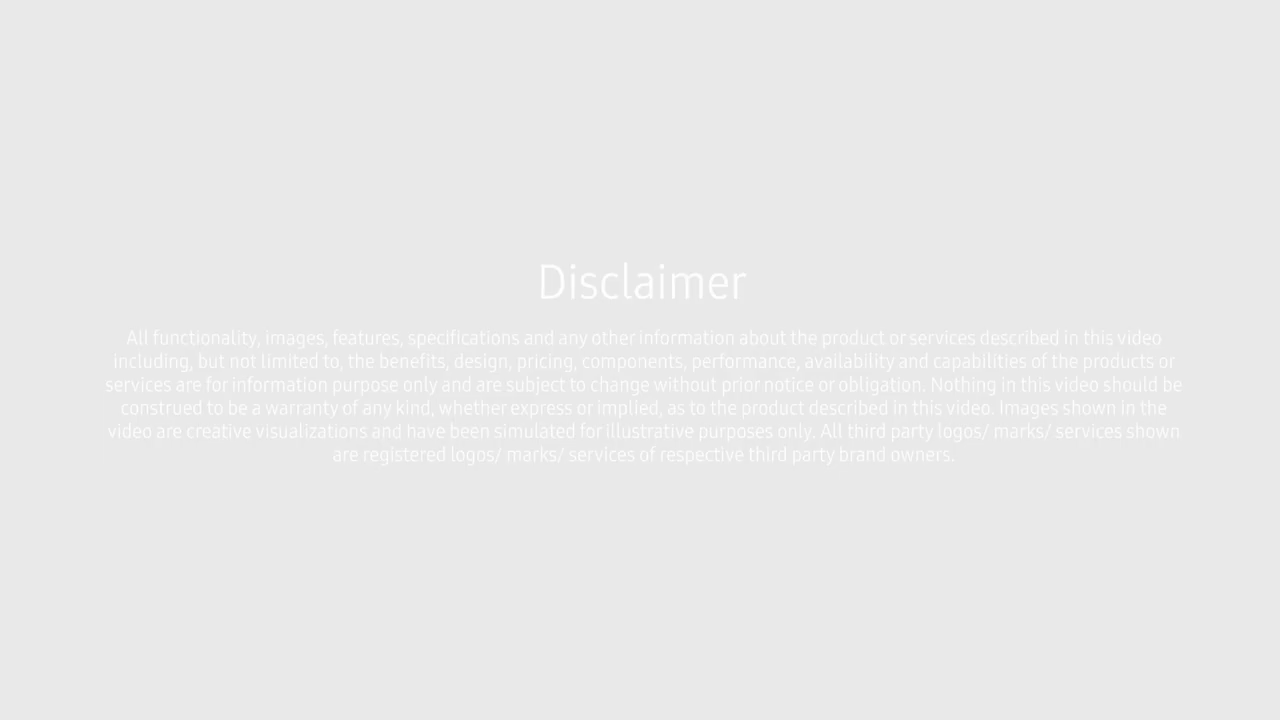 Disclaimer
All functionality, images, features, specifications and any other information about the product or services described in this video
including, but not limited to, the benefits, design, pricing, components, performance, availability and capabilities of the products or
services are for information purpose only and are subject to change without prior notice or obligation. Nothing in this video should be
construed to be a warranty of any kind, whether express or implied, as to the product described in this video. Images shown in the
video are creative visualizations and have been simulated for illustrative purposes only. All third party logos/ marks/ services shown
are registered logos/ marks/ services of respective third party brand owners.